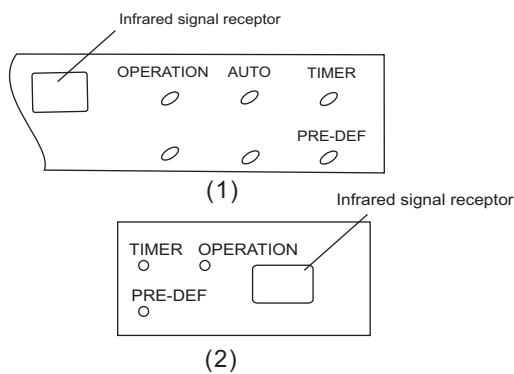 Infrared signal receptor
OPERATION AUTO TIMER
PRE-DEF
(1)
Infrared signal receptor
TIMER OPERATION
PRE-DEF
(2)